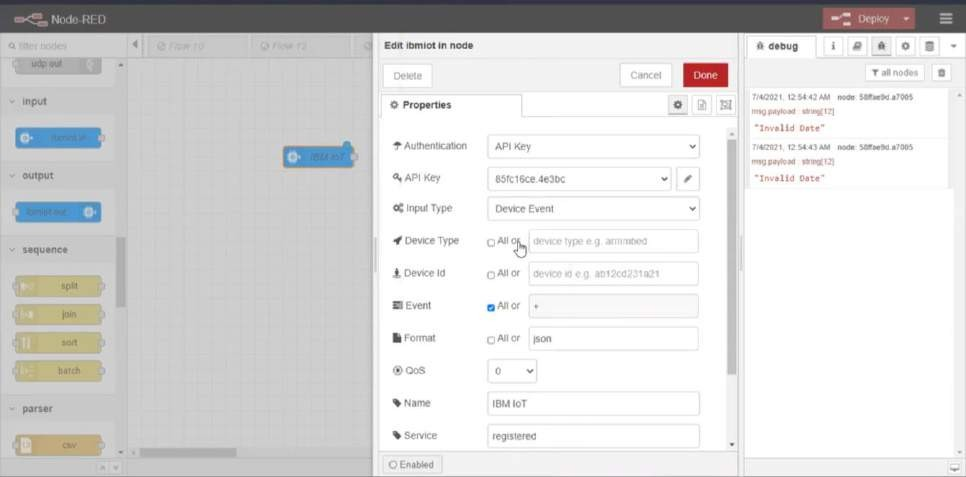 Node-RED
Deploy
filter nodes
Flow 10
Flow 12
Edit ibmiot in node
debug
i
udp out
Delete
Cancel
Done
all nodes
input
Properties
7/4/2021, 12:54:42 AM node: 58ffae9d.a7005
msg.payload : string[12]
"Invalid Date"
ibmiot in
IBM IoT
Authentication
API Key
7/4/2021, 12:54:43 AM node: 58ffae9d.a7005
msg.payload : string[12]
"Invalid Date"
output
API Key
85fc16ce.4e3bc
ibmiot out
Input Type
Device Event
sequence
Device Type
All or
device type e.g. armmbed
split
Device Id
All or
device id e.g. ab12cd231a21
join
Event
All or
+
sort
Format
All or
json
batch
QoS
0
parser
Name
IBM IoT
csv
Service
registered
Enabled